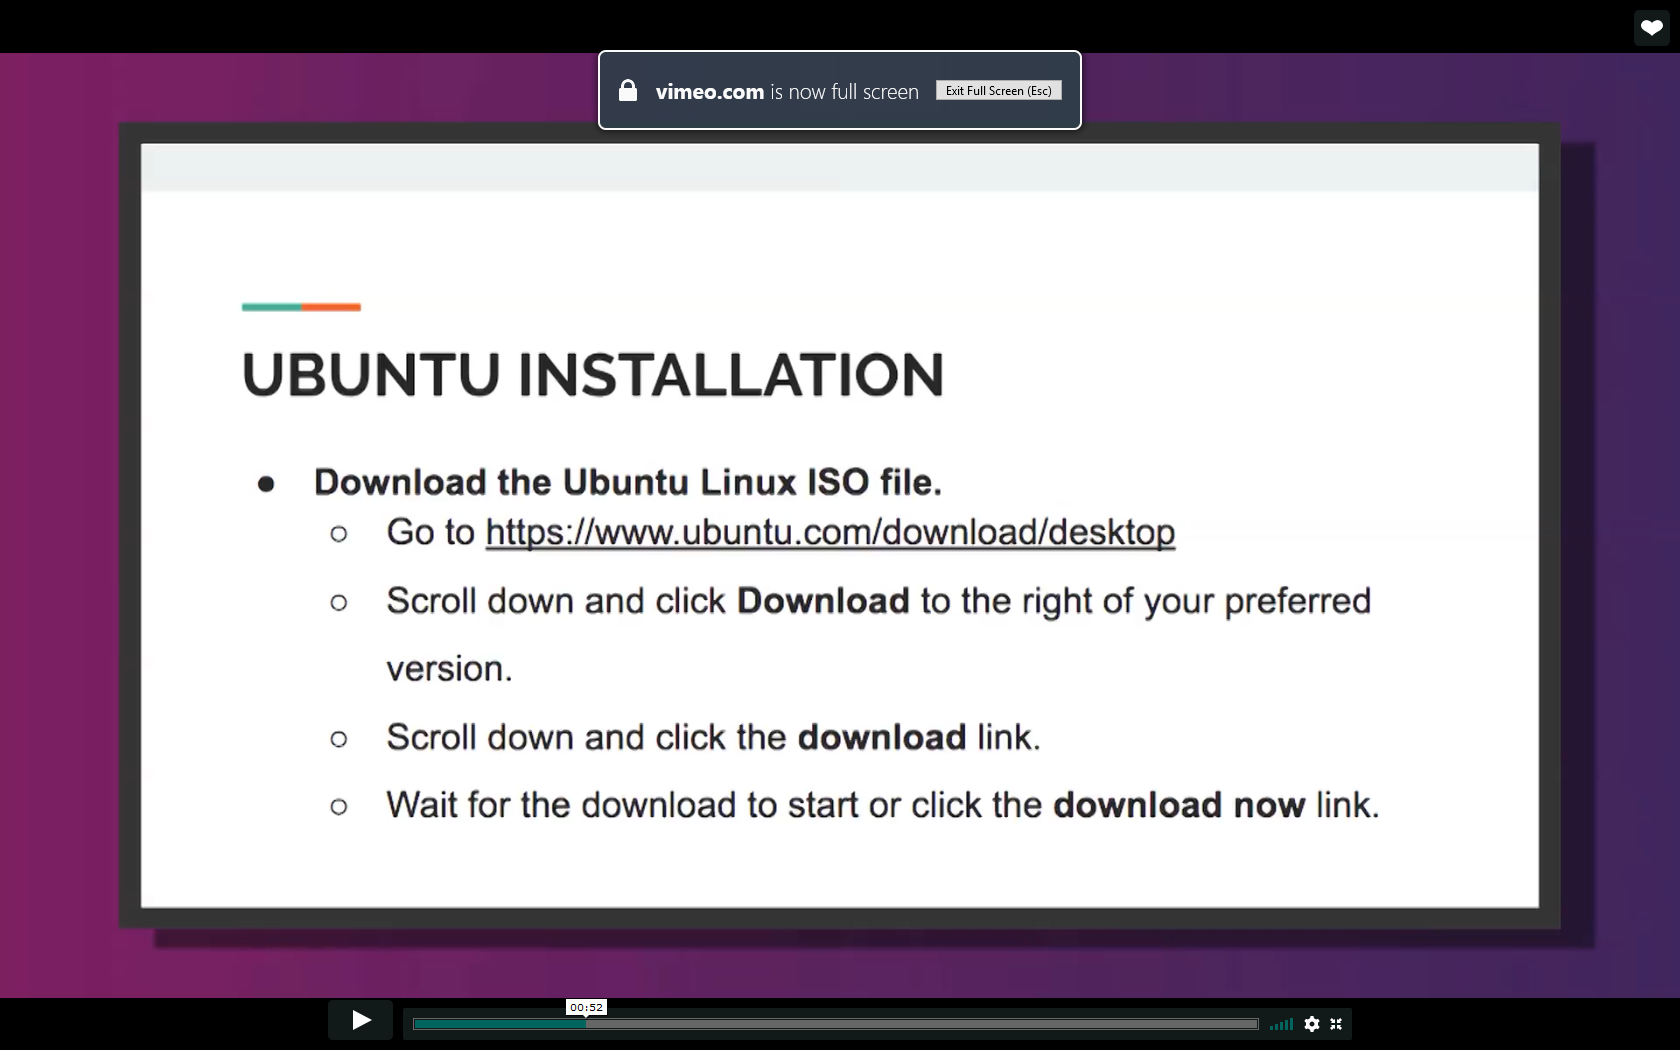 vimeo.com is now full screen Exit Full Screen (Esc)
UBUNTU INSTALLATION
● Download the Ubuntu Linux ISO file.
○ Go to https://www.ubuntu.com/download/desktop
○ Scroll down and click Download to the right of your preferred
version.
○ Scroll down and click the download link.
○ Wait for the download to start or click the download now link.
00:52